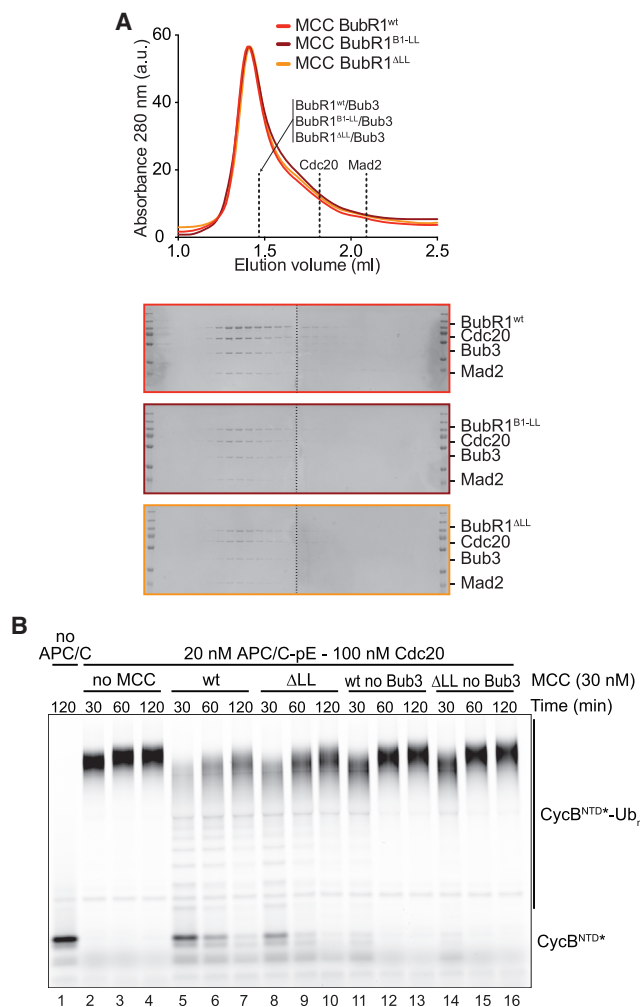 A
MCC BubR1wt
MCC BubR1B1-LL
MCC BubR1ΔLL
Absorbance 280 nm (a.u.)
60
40
20
0
BubR1wt/Bub3
BubR1B1-LL/Bub3
BubR1ΔLL/Bub3
Cdc20 Mad2
1.0 1.5 2.0 2.5
Elution volume (ml)
BubR1wt
Cdc20
Bub3
Mad2
BubR1B1-LL
Cdc20
Bub3
Mad2
BubR1ΔLL
Cdc20
Bub3
Mad2
B
no APC/C
20 nM APC/C-pE - 100 nM Cdc20
no MCC wt ΔLL wt no Bub3 ΔLL no Bub3 MCC (30 nM)
120 30 60 120 30 60 120 30 60 120 30 60 120 30 60 120 Time (min)
CycBNTD*-Ubn
CycBNTD*
1 2 3 4 5 6 7 8 9 10 11 12 13 14 15 16